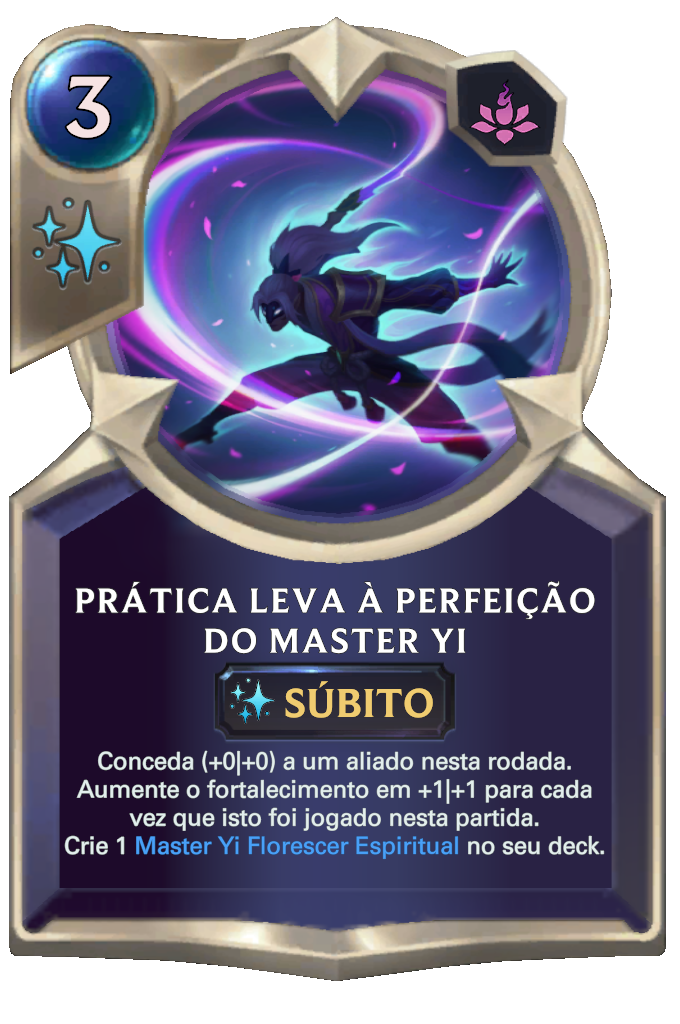 3
PRÁTICA LEVA À PERFEIÇÃO
DO MASTER YI
SÚBITO
Conceda (+0|+0) a um aliado nesta rodada.
Aumente o fortalecimento em +1|+1 para cada
vez que isto foi jogado nesta partida.
Crie 1 Master Yi Florescer Espiritual no seu deck.